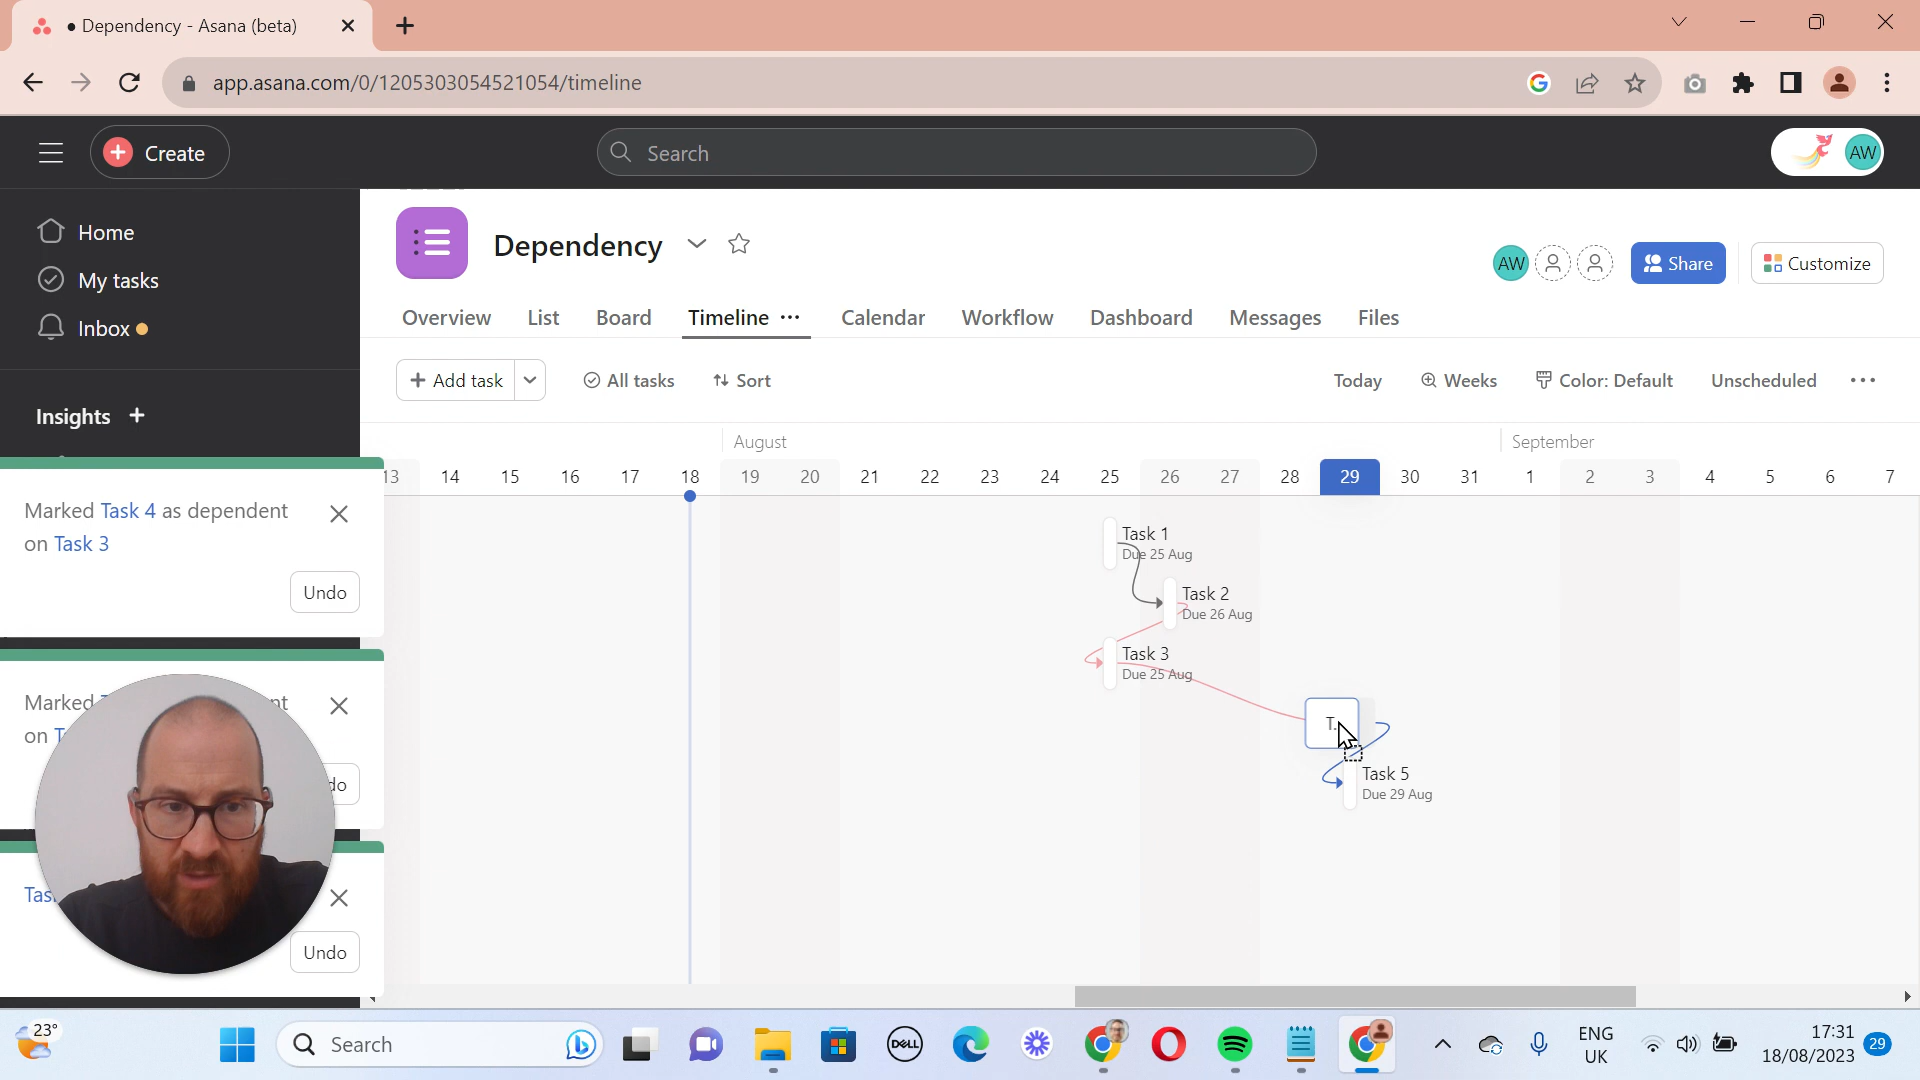 • Dependency - Asana (beta)
app.asana.com/0/1205303054521054/timeline
Create
Search
AW
Home
My tasks
Inbox
Insights
Dependency
AW
Share
Customize
Overview List Board Timeline Calendar Workflow Dashboard Messages Files
+ Add task
All tasks
Sort
Today
Weeks
Color: Default
Unscheduled
August
September
13 14 15 16 17 18 19 20 21 22 23 24 25 26 27 28 29 30 31 1 2 3 4 5 6 7
Task 1
Due 25 Aug
Task 2
Due 26 Aug
Task 3
Due 25 Aug
T...
Task 5
Due 29 Aug
Marked Task 4 as dependent
on Task 3
Undo
Marked
on
Undo
23°
Search
DELL
ENG
UK
17:31
18/08/2023
29